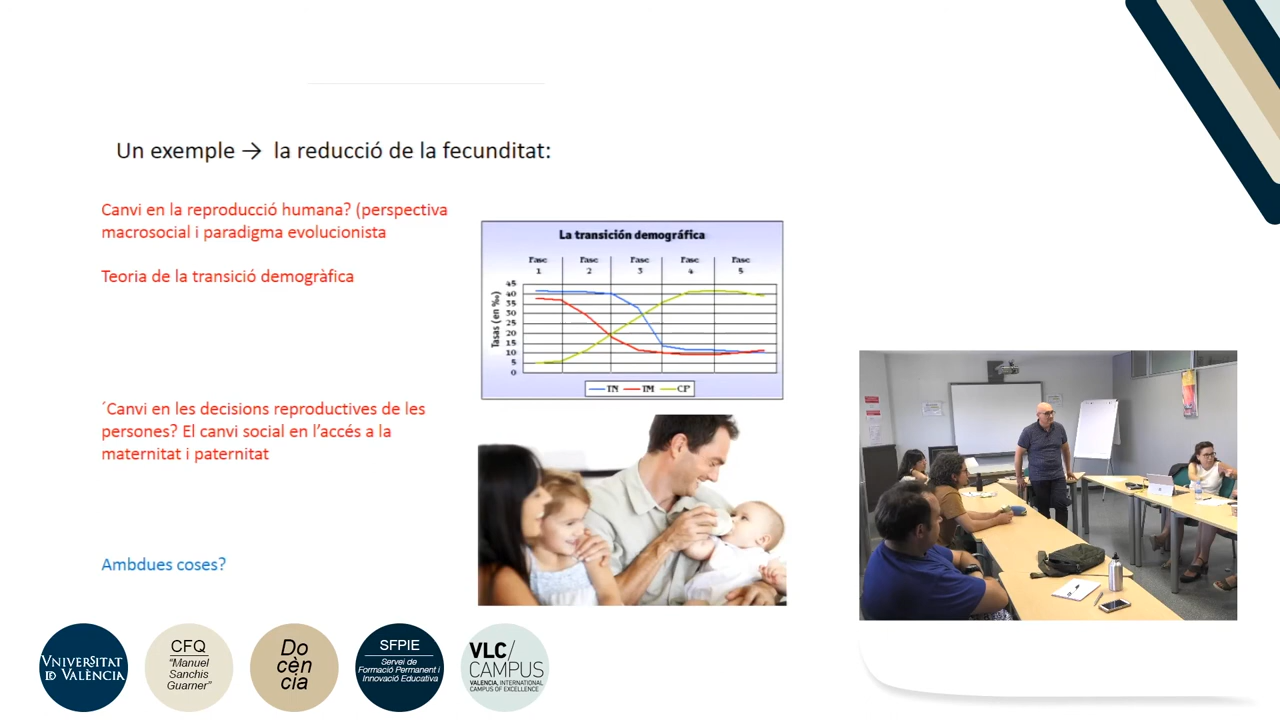 Un exemple → la reducció de la fecunditat:
Canvi en la reproducció humana? (perspectiva
macrosocial i paradigma evolucionista
Teoria de la transició demogràfica
La transición demográfica
Fase Fase Fase Fase Fase
1 2 3 4 5
Tasas (en ‰)
45
40
35
30
25
20
15
10
5
0
TN TM CP
´Canvi en les decisions reproductives de les
persones? El canvi social en l’accés a la
maternitat i paternitat
Ambdues coses?
VNIVERSITAT
ID VALÈNCIA
CFQ
“Manuel
Sanchis
Guarner”
Do
cèn
cia
SFPIE
Servei de
Formació Permanent i
Innovació Educativa
VLC/
CAMPUS
VALENCIA, INTERNATIONAL
CAMPUS OF EXCELLENCE